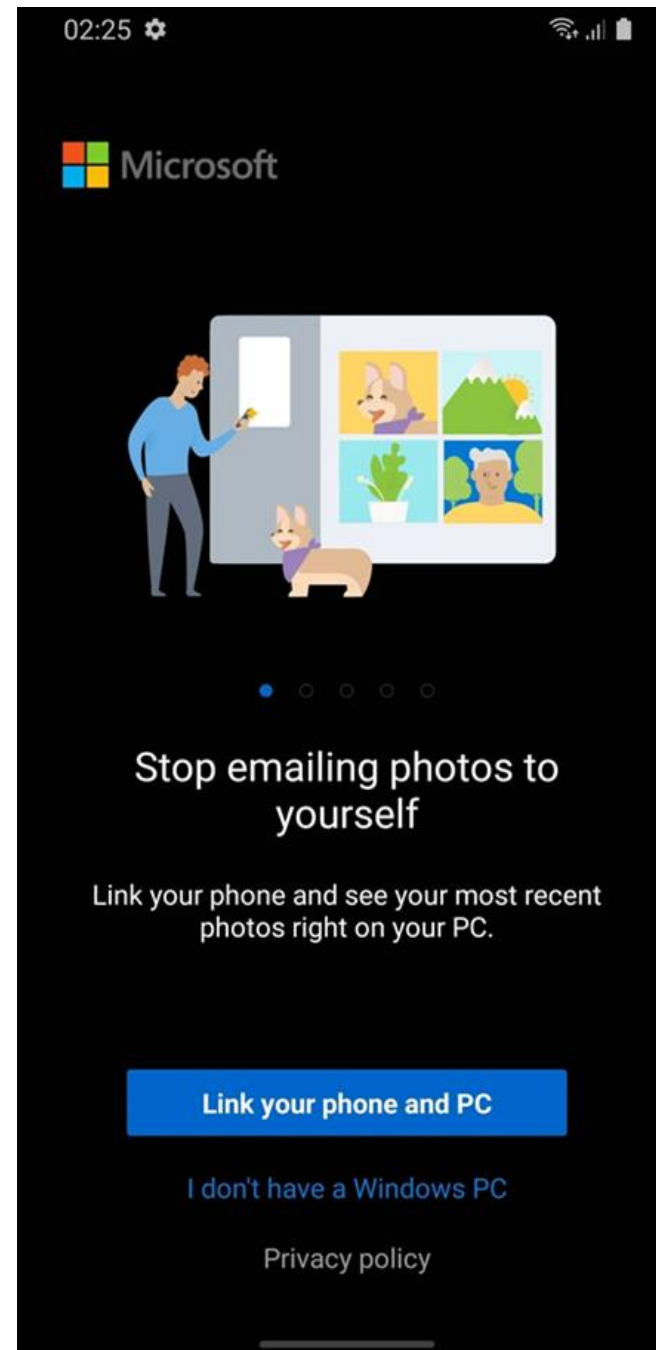 02:25
Microsoft
Stop emailing photos to
yourself
Link your phone and see your most recent
photos right on your PC.
Link your phone and PC
I don't have a Windows PC
Privacy policy